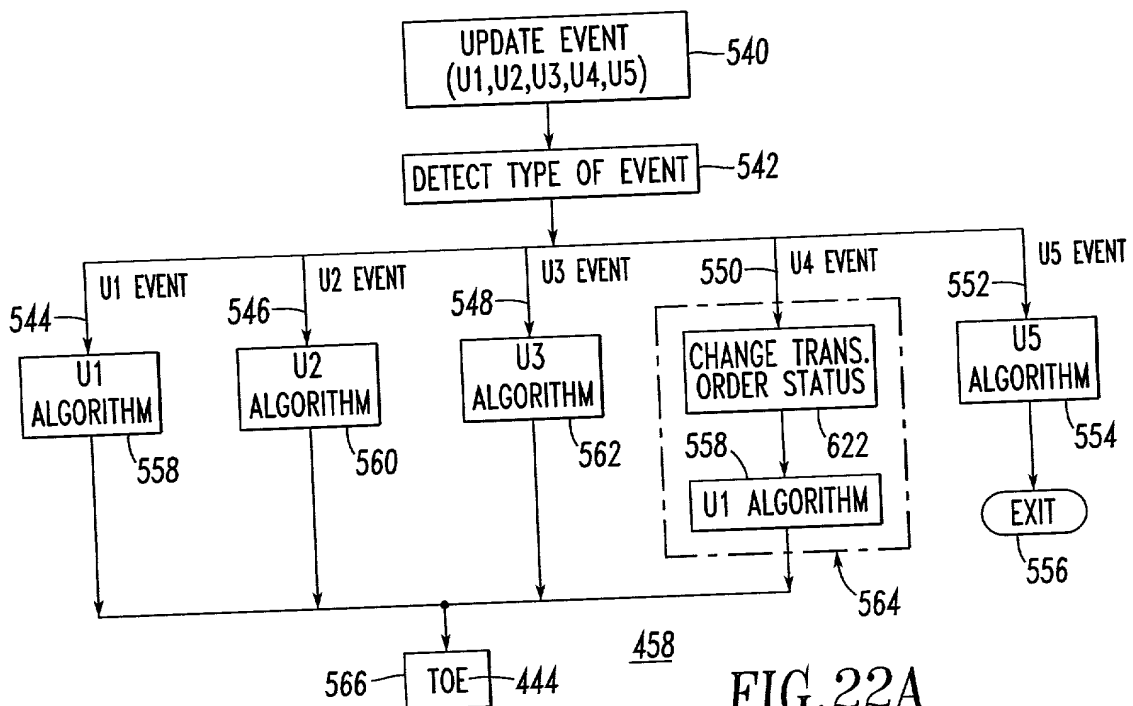 UPDATE EVENT
(U1,U2,U3,U4,U5)
540
DETECT TYPE OF EVENT
542
U1 EVENT
U2 EVENT
U3 EVENT
550
U4 EVENT
U5 EVENT
544
546
548
552
U1
ALGORITHM
558
U2
ALGORITHM
560
U3
ALGORITHM
562
CHANGE TRANS.
ORDER STATUS
622
558
U1 ALGORITHM
564
U5
ALGORITHM
554
EXIT
556
566
TOE
444
458
FIG.22A